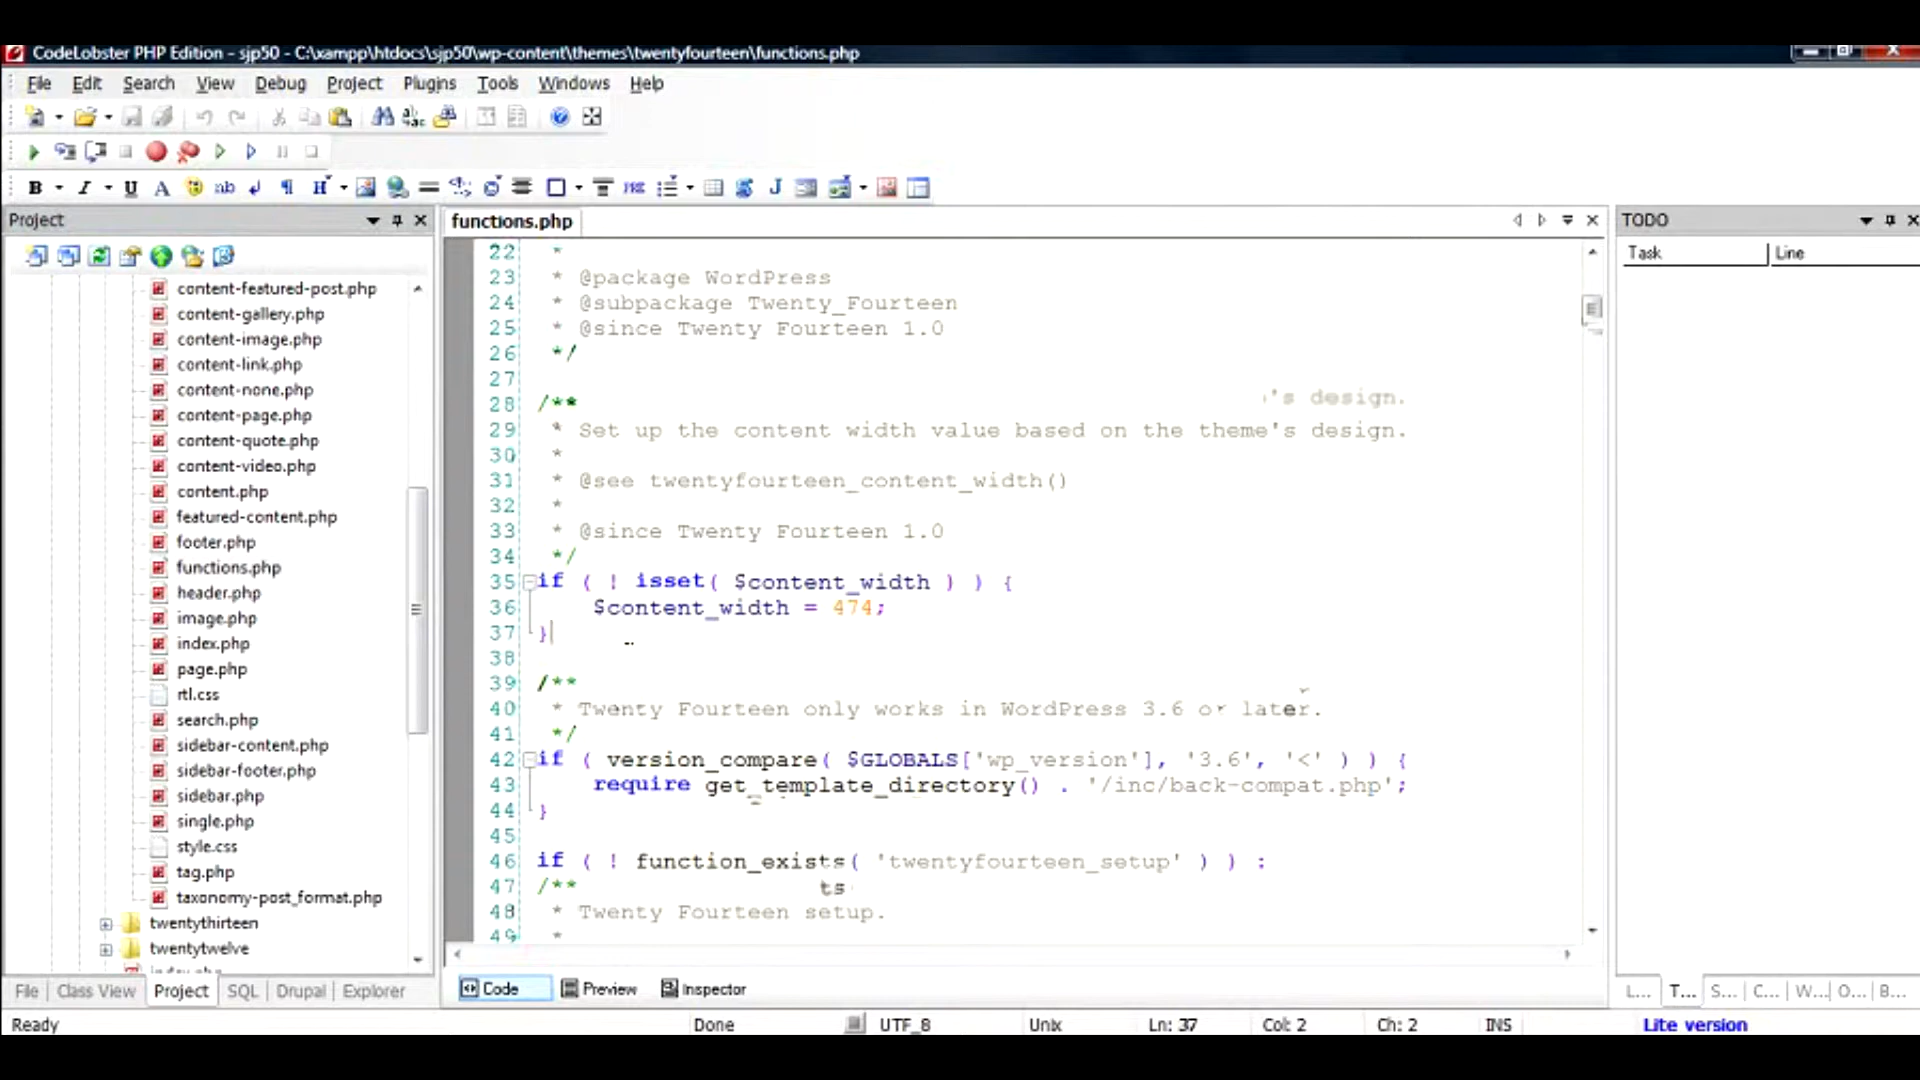 CodeLobster PHP Edition - sjp50 - C:\xampp\htdocs\sjp50\wp-content\themes\twentyfourteen\functions.php
File Edit Search View Debug Project Plugins Tools Windows Help
Project
content-featured-post.php
content-gallery.php
content-image.php
content-link.php
content-none.php
content-page.php
content-quote.php
content-video.php
content.php
featured-content.php
footer.php
functions.php
header.php
image.php
index.php
page.php
rtl.css
search.php
sidebar-content.php
sidebar-footer.php
sidebar.php
single.php
style.css
tag.php
taxonomy-post_format.php
twentythirteen
twentytwelve
File Class View Project SQL Drupal Explorer
functions.php
22 *
23 * @package WordPress
24 * @subpackage Twenty_Fourteen
25 * @since Twenty Fourteen 1.0
26 */
27
's design.
28 /**
29 * Set up the content width value based on the theme's design.
30 *
31 * @see twentyfourteen_content_width()
32 *
33 * @since Twenty Fourteen 1.0
34 */
35 if ( ! isset( $content_width ) ) {
36 $content_width = 474;
37 }
38
39 /**
40 * Twenty Fourteen only works in WordPress 3.6 or later.
41 */
42 if ( version_compare( $GLOBALS['wp_version'], '3.6', '<' ) ) {
43 require get_template_directory() . '/inc/back-compat.php';
44 }
45
46 if ( ! function_exists( 'twentyfourteen_setup' ) ) :
47 /**
ts
48 * Twenty Fourteen setup.
49 *
Code Preview Inspector
TODO
Task Line
L... T... S... C... W... O... B...
Ready Done UTF_8 Unix Ln: 37 Col: 2 Ch: 2 INS Lite version